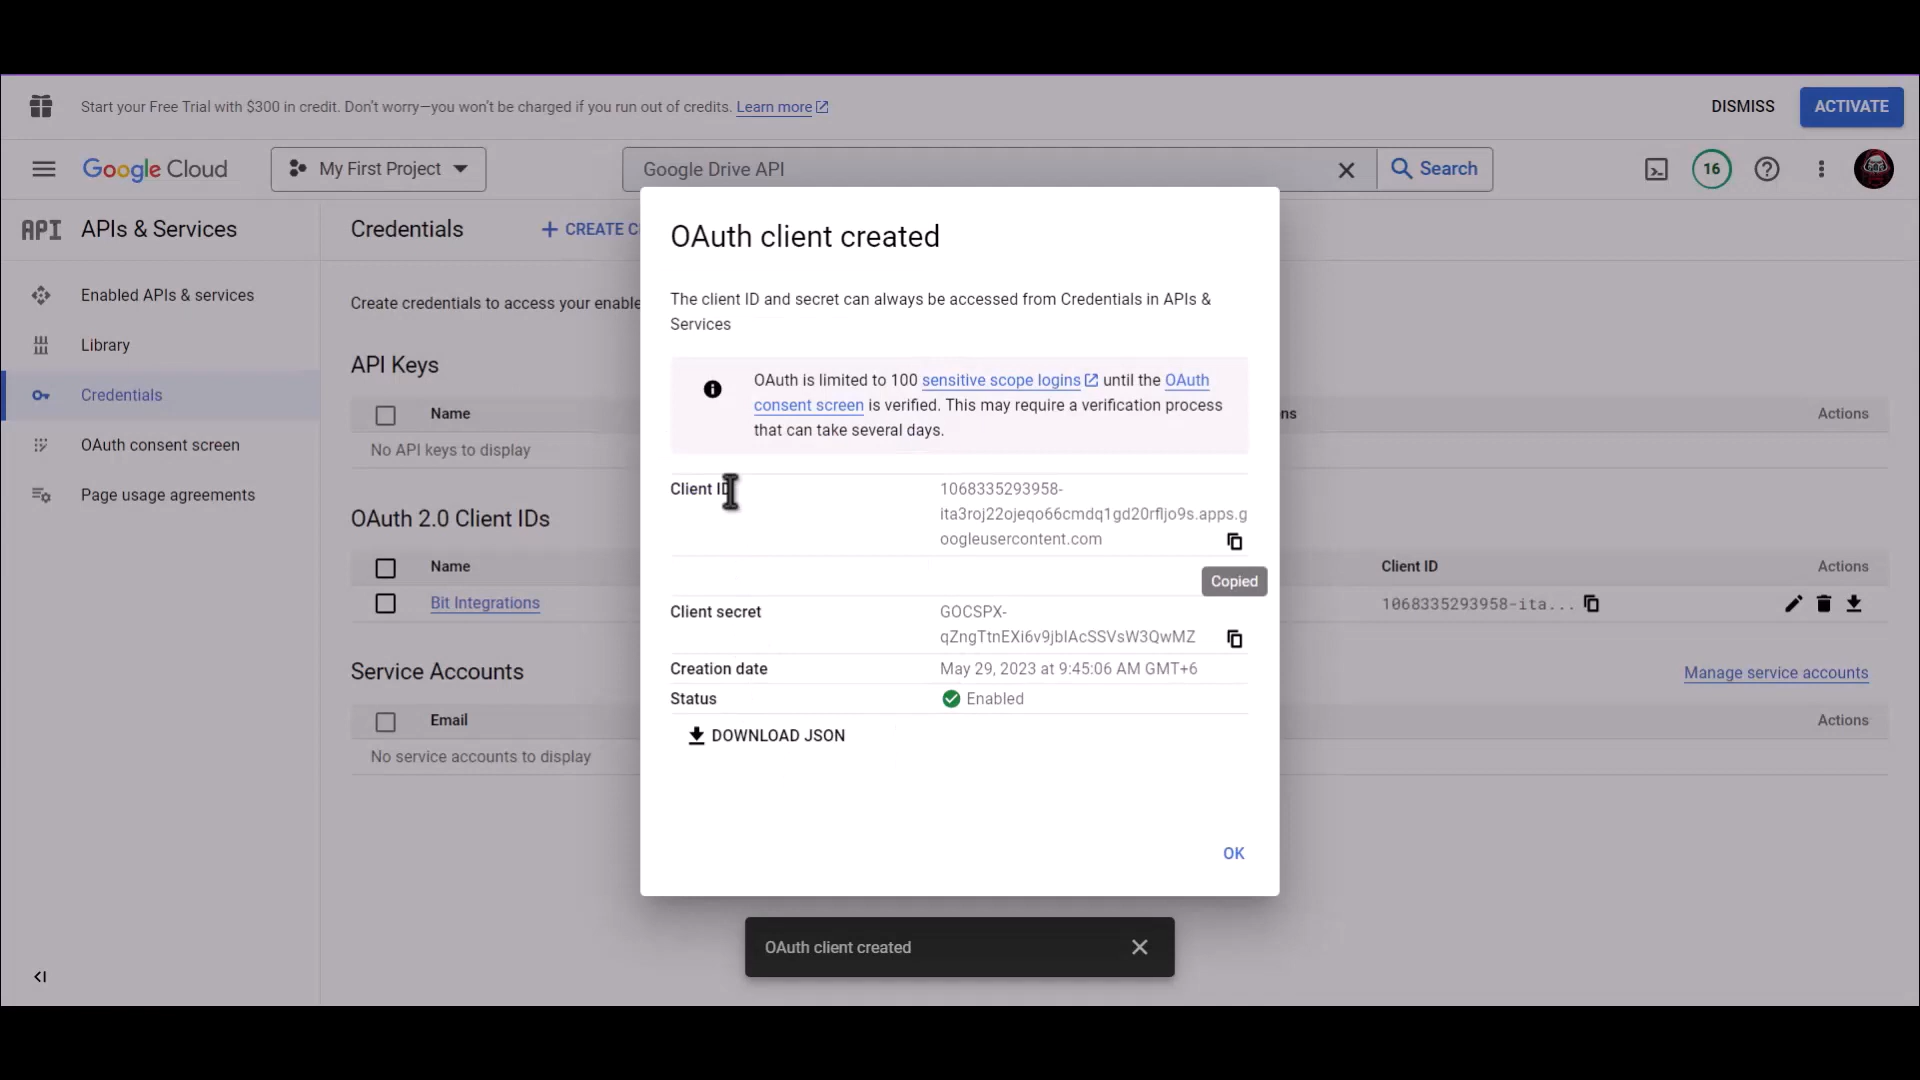 Start your Free Trial with $300 in credit. Don't worry—you won't be charged if you run out of credits. Learn more
DISMISS
ACTIVATE
Google Cloud
My First Project
Google Drive API
Search
16
API APIs & Services
Credentials
+ CREATE C
Enabled APIs & services
Library
Credentials
OAuth consent screen
Page usage agreements
Create credentials to access your enable
API Keys
Name
ns
Actions
No API keys to display
OAuth 2.0 Client IDs
Name
Client ID
Actions
Bit Integrations
1068335293958-ita...
Service Accounts
Manage service accounts
Email
Actions
No service accounts to display
OAuth client created
The client ID and secret can always be accessed from Credentials in APIs &
Services
OAuth is limited to 100 sensitive scope logins until the OAuth
consent screen is verified. This may require a verification process
that can take several days.
Client ID
1068335293958-
ita3roj22ojeqo66cmdq1gd20rfljo9s.apps.g
oogleusercontent.com
Copied
Client secret
GOCSPX-
qZngTtnEXi6v9jbIAcSSVsW3QwMZ
Creation date
May 29, 2023 at 9:45:06 AM GMT+6
Status
Enabled
DOWNLOAD JSON
OK
OAuth client created